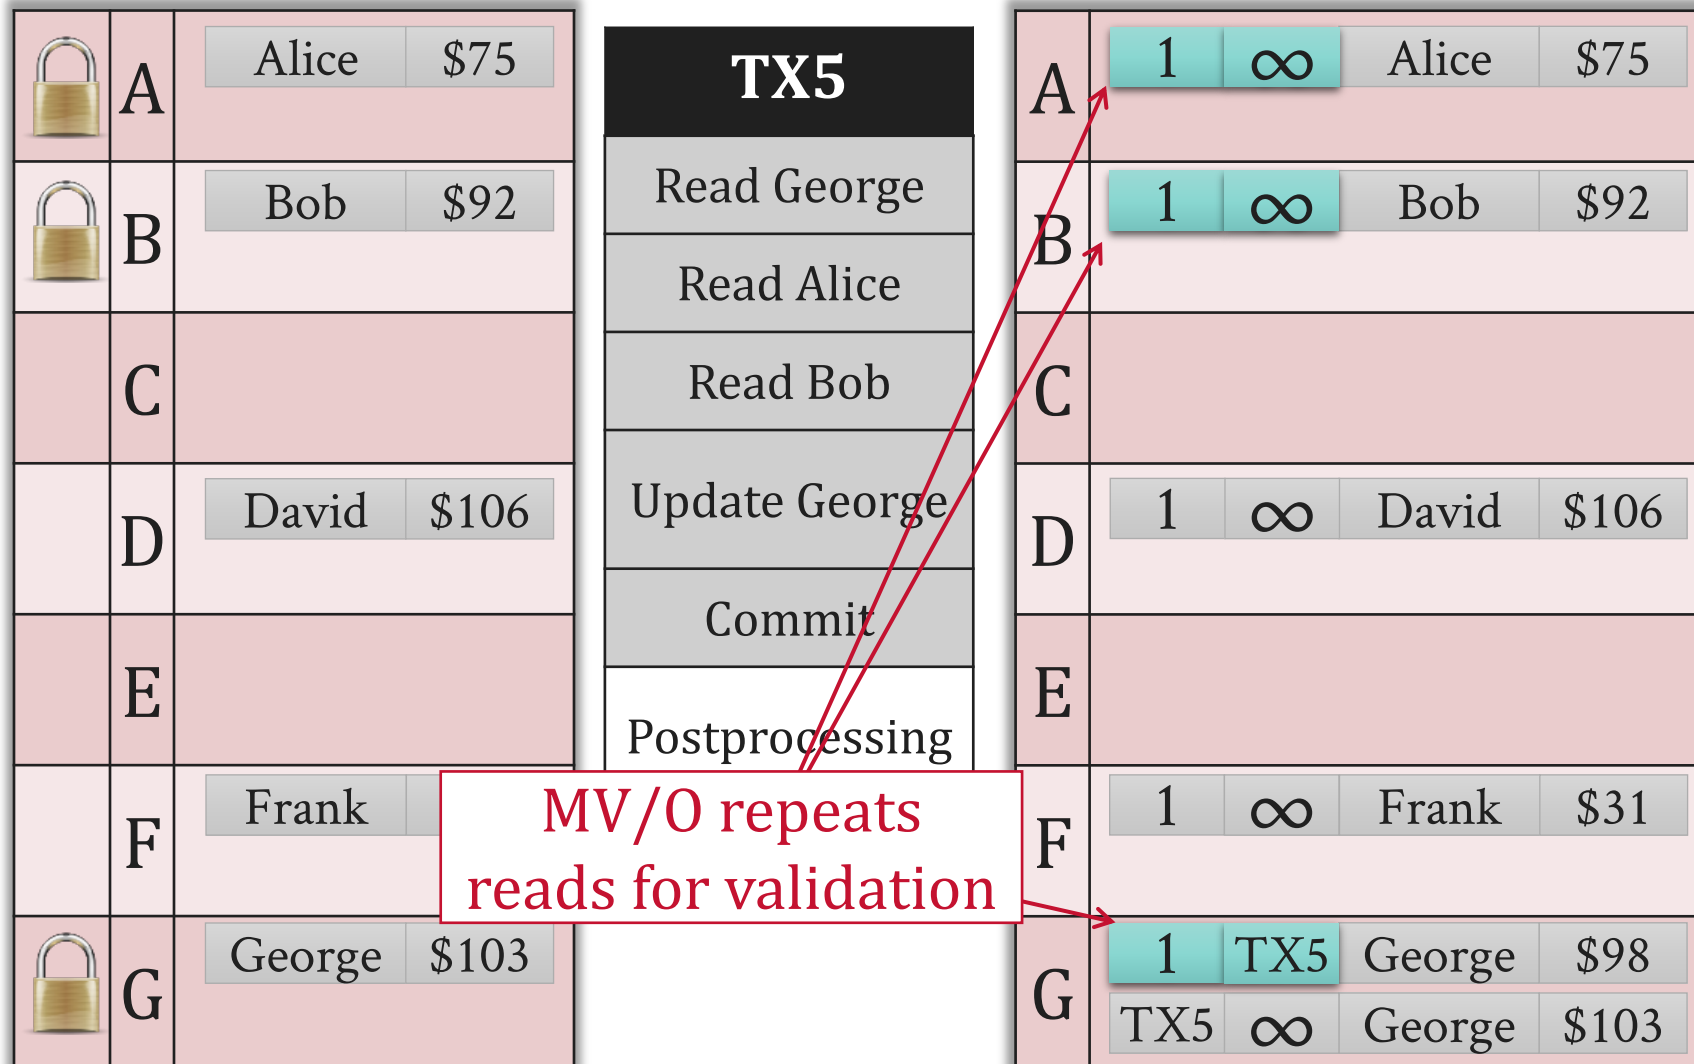 A
Alice $75
B
Bob $92
C
D
David $106
E
F
Frank
G
George $103
TX5
Read George
Read Alice
Read Bob
Update George
Commit
Postprocessing
MV/O repeats
reads for validation
A
1 ∞ Alice $75
B
1 ∞ Bob $92
C
D
1 ∞ David $106
E
F
1 ∞ Frank $31
G
1 TX5 George $98
TX5 ∞ George $103